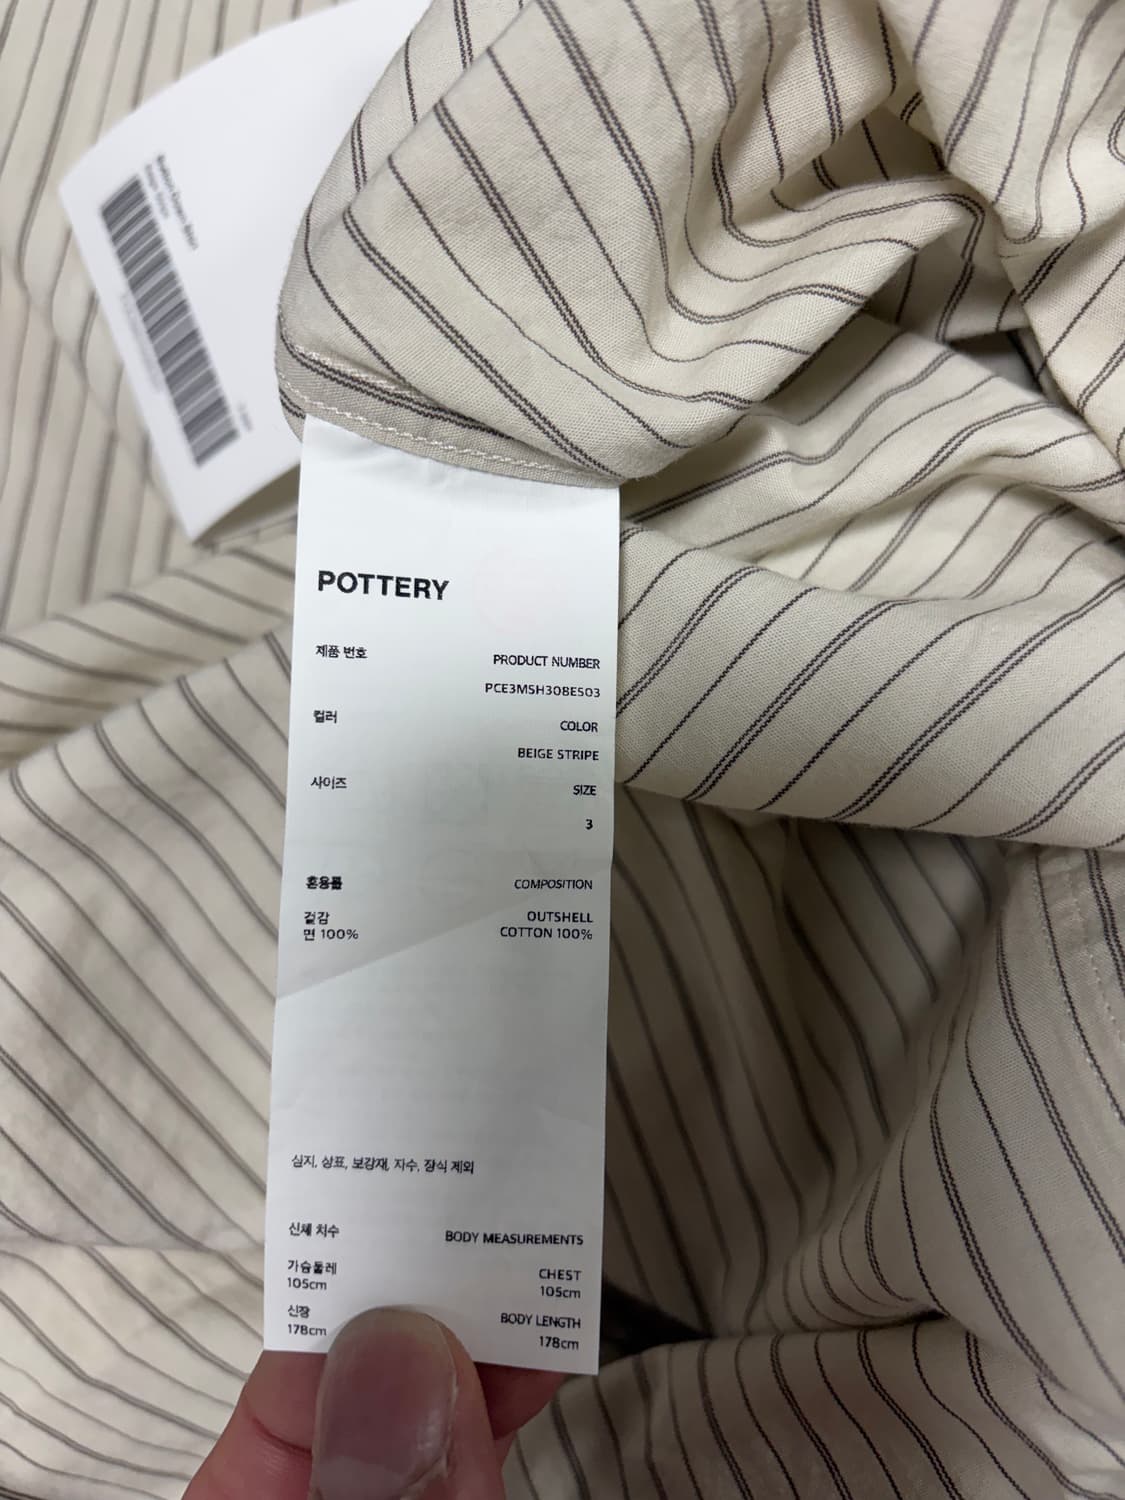 POTTERY
제품 번호
PRODUCT NUMBER
PCE3MSH308E503
컬러
COLOR
BEIGE STRIPE
사이즈
SIZE
3
혼용률
COMPOSITION
겉감
OUTSHELL
면 100%
COTTON 100%
심지, 상표, 보강재, 자수, 장식 제외
신체 치수
BODY MEASUREMENTS
가슴둘레
CHEST
105cm
105cm
신장
BODY LENGTH
178cm
178cm